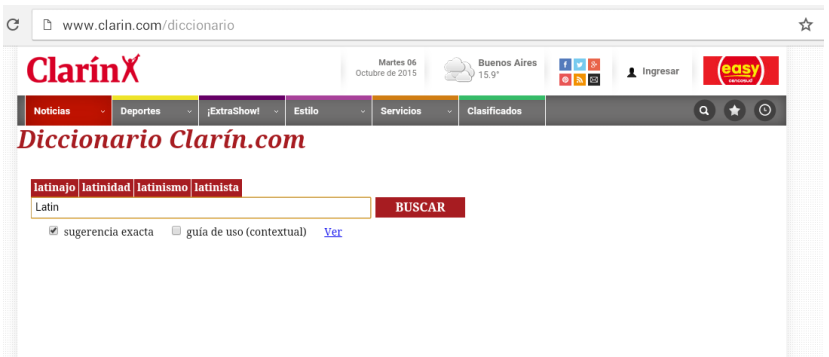 www.clarin.com/diccionario
Clarín
Martes 06
Octubre de 2015
Buenos Aires
15.9°
Ingresar
easy
cencosud
Noticias Deportes ¡ExtraShow! Estilo Servicios Clasificados
Diccionario Clarín.com
latinajo latinidad latinismo latinista
Latin BUSCAR
sugerencia exacta guía de uso (contextual) Ver